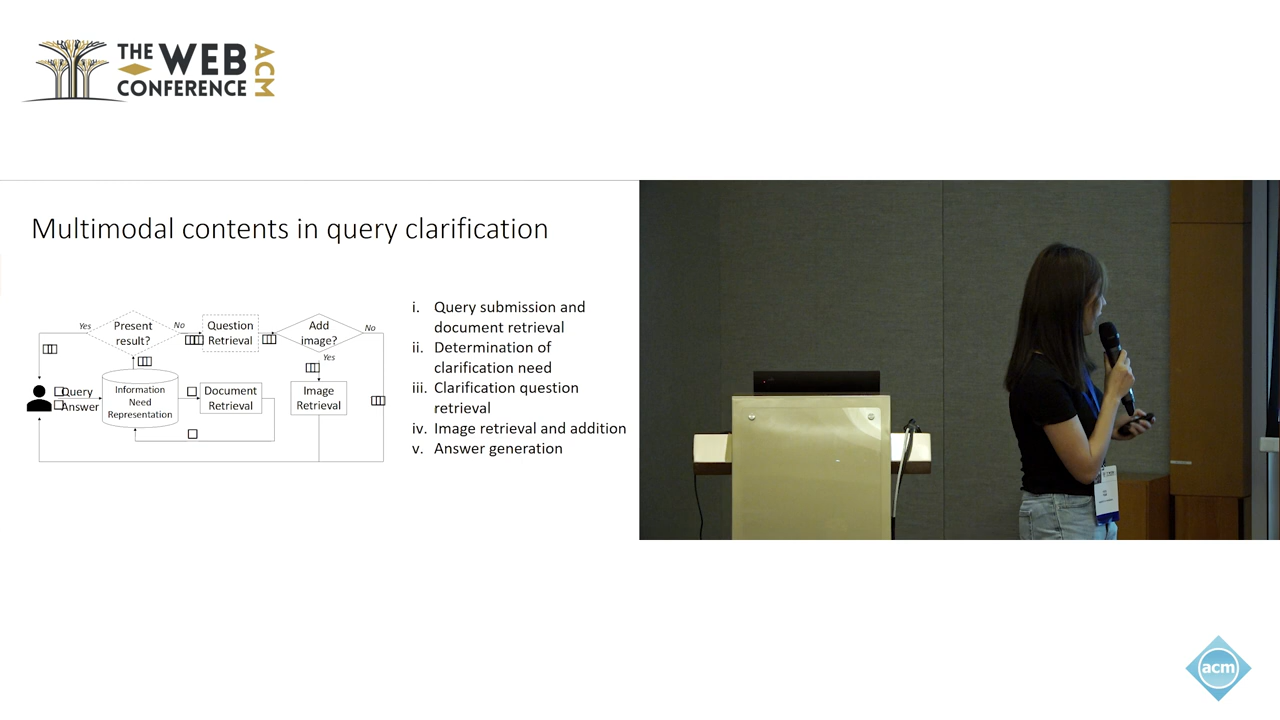 THE WEB
CONFERENCE
ACM
Multimodal contents in query clarification
Yes
Present
result?
No
Question
Retrieval
Add
image?
No
Yes
Query
Answer
Information
Need
Representation
Document
Retrieval
Image
Retrieval
i. Query submission and
document retrieval
ii. Determination of
clarification need
iii. Clarification question
retrieval
iv. Image retrieval and addition
v. Answer generation
acm